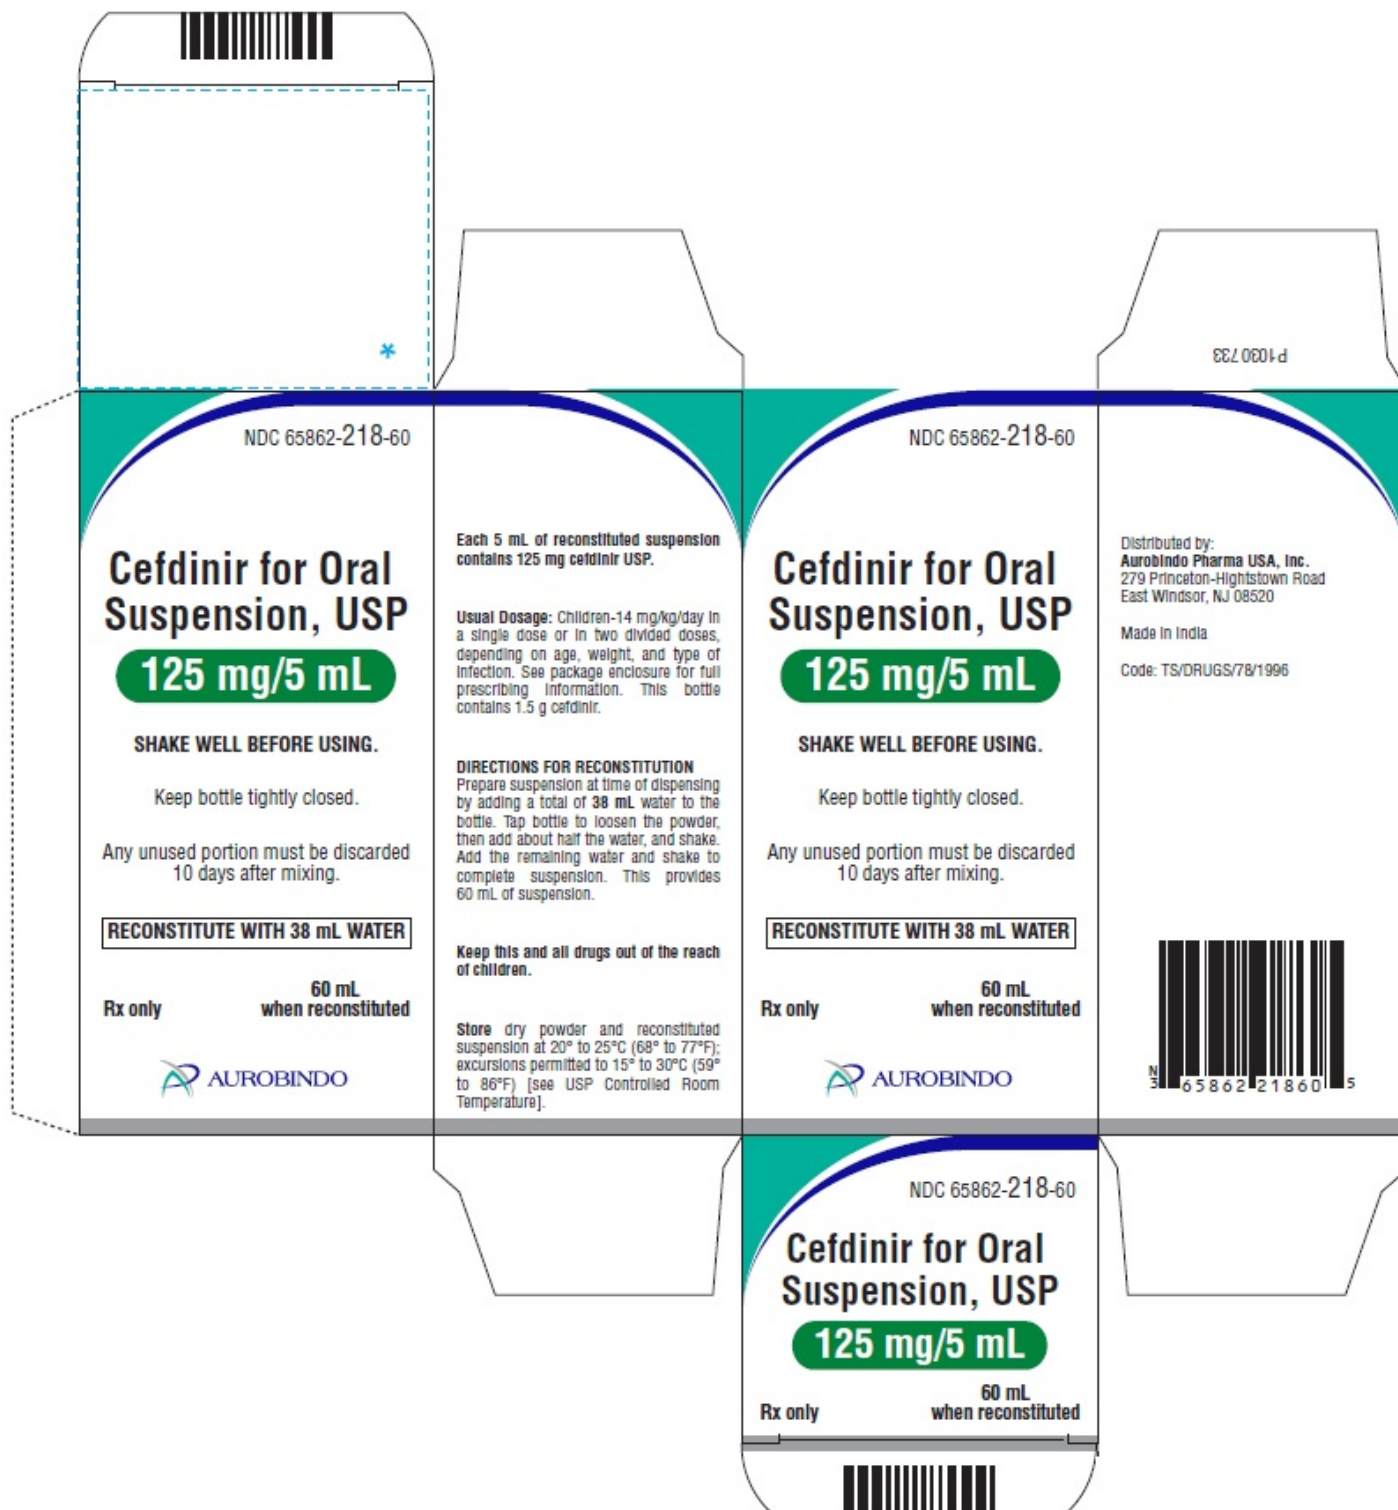 P1030733
NDC 65862-218-60
Cefdinir for Oral
Suspension, USP
125 mg/5 mL
SHAKE WELL BEFORE USING.
Keep bottle tightly closed.
Any unused portion must be discarded
10 days after mixing.
RECONSTITUTE WITH 38 mL WATER
Rx only
60 mL
when reconstituted
AUROBINDO
Each 5 mL of reconstituted suspension
contains 125 mg cefdinir USP.
Usual Dosage: Children-14 mg/kg/day in
a single dose or in two divided doses,
depending on age, weight, and type of
infection. See package enclosure for full
prescribing information. This bottle
contains 1.5 g cefdinir.
DIRECTIONS FOR RECONSTITUTION
Prepare suspension at time of dispensing
by adding a total of 38 mL water to the
bottle. Tap bottle to loosen the powder,
then add about half the water, and shake.
Add the remaining water and shake to
complete suspension. This provides
60 mL of suspension.
Keep this and all drugs out of the reach
of children.
Store dry powder and reconstituted
suspension at 20° to 25°C (68° to 77°F);
excursions permitted to 15° to 30°C (59°
to 86°F) [see USP Controlled Room
Temperature].
NDC 65862-218-60
Cefdinir for Oral
Suspension, USP
125 mg/5 mL
SHAKE WELL BEFORE USING.
Keep bottle tightly closed.
Any unused portion must be discarded
10 days after mixing.
RECONSTITUTE WITH 38 mL WATER
Rx only
60 mL
when reconstituted
AUROBINDO
Distributed by:
Aurobindo Pharma USA, Inc.
279 Princeton-Hightstown Road
East Windsor, NJ 08520
Made in India
Code: TS/DRUGS/78/1996
N
3 65862 21860 5
NDC 65862-218-60
Cefdinir for Oral
Suspension, USP
125 mg/5 mL
Rx only
60 mL
when reconstituted